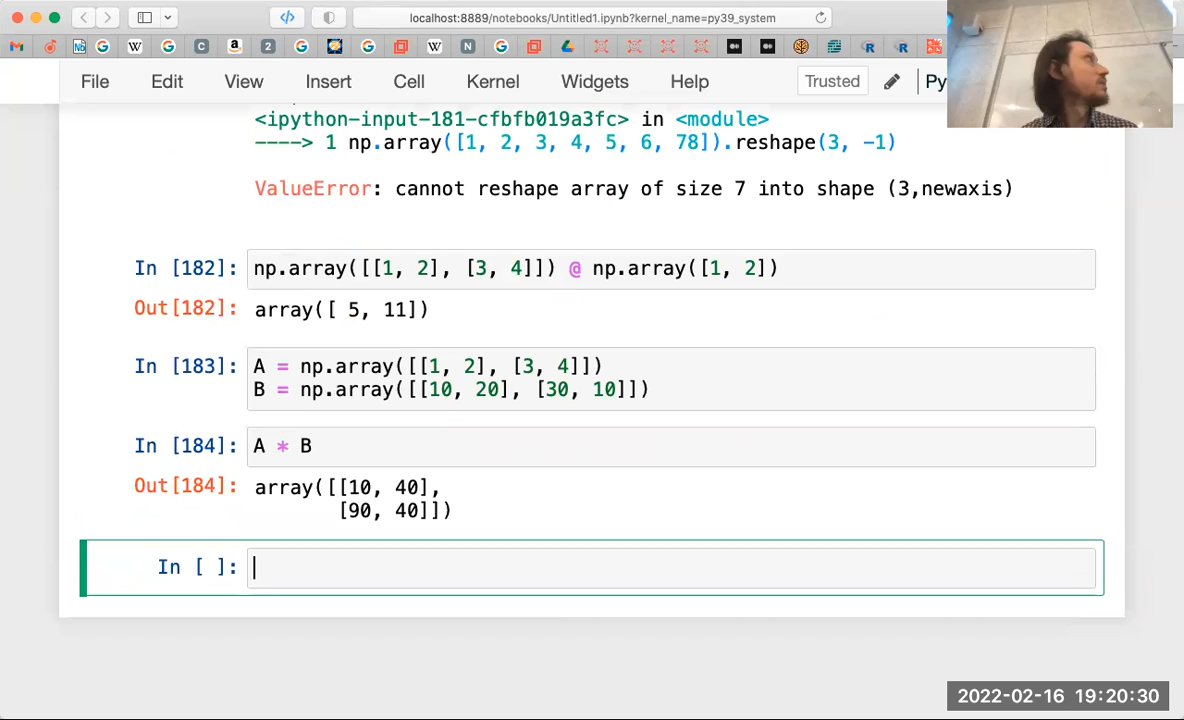 localhost:8889/notebooks/Untitled1.ipynb?kernel_name=py39_system
File Edit View Insert Cell Kernel Widgets Help Trusted Py
<ipython-input-181-cfbfb019a3fc> in <module>
----> 1 np.array([1, 2, 3, 4, 5, 6, 78]).reshape(3, -1)
ValueError: cannot reshape array of size 7 into shape (3,newaxis)
In [182]: np.array([[1, 2], [3, 4]]) @ np.array([1, 2])
Out[182]: array([ 5, 11])
In [183]: A = np.array([[1, 2], [3, 4]])
B = np.array([[10, 20], [30, 10]])
In [184]: A * B
Out[184]: array([[10, 40],
[90, 40]])
In [ ]:
2022-02-16 19:20:30